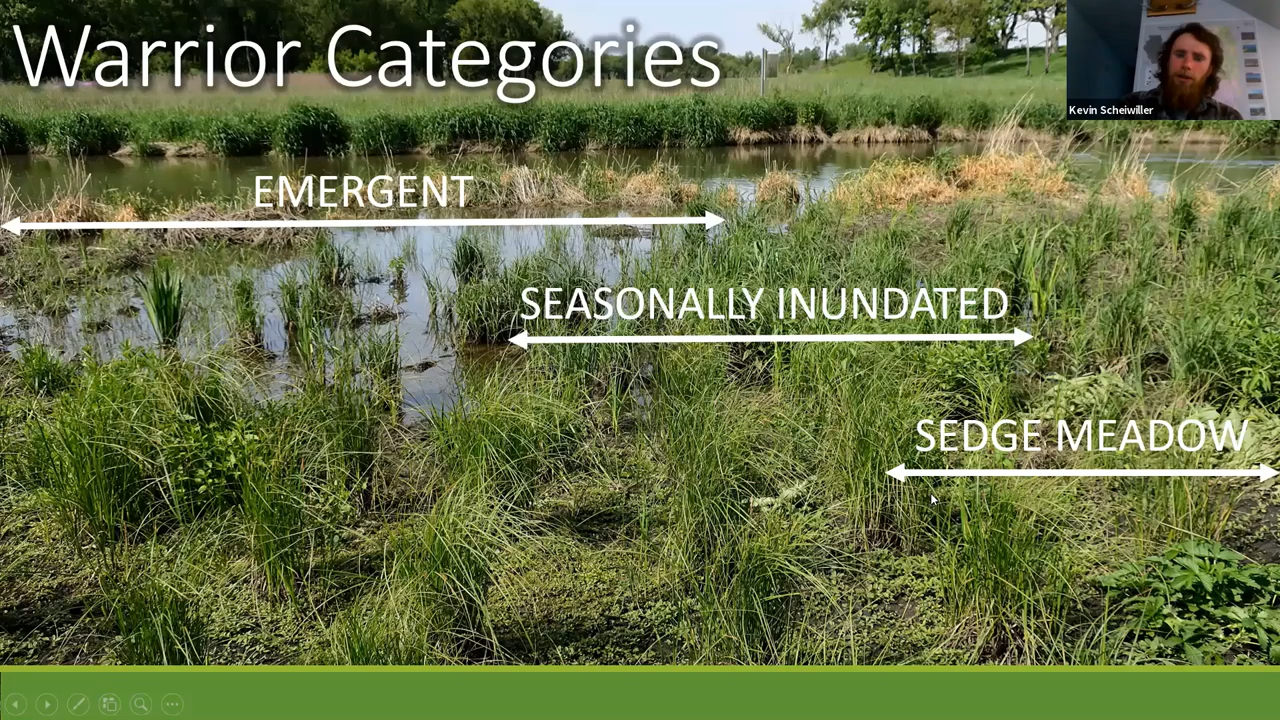 Warrior Categories
Kevin Scheiwiller
EMERGENT
SEASONALLY INUNDATED
SEDGE MEADOW